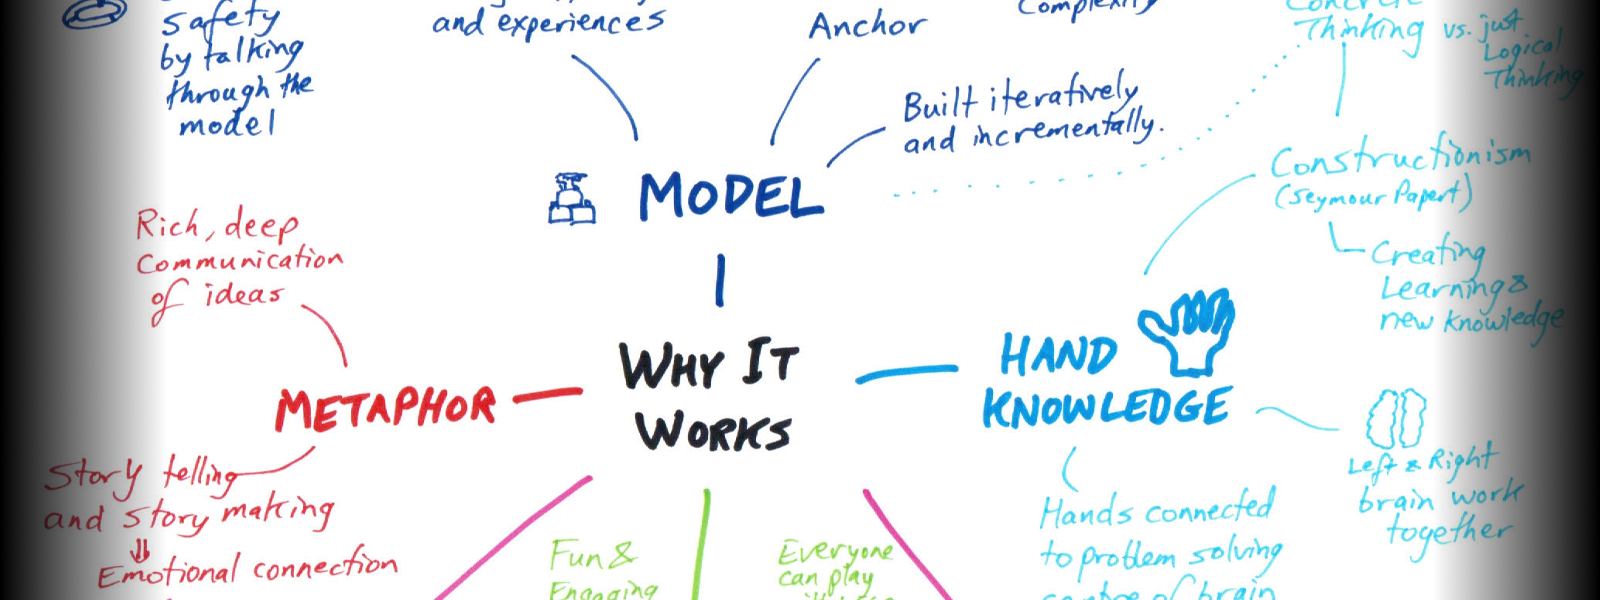 Safety
by talking
through the
model
and experiences
Anchor
Complexity
Concrete
Thinking vs. just
Logical
Thinking
Built iteratively
and incrementally.
MODEL
Constructionism
(Seymour Papert)
Creating
Learning &
new knowledge
Rich, deep
Communication
of ideas
WHY IT
WORKS
HAND
KNOWLEDGE
METAPHOR
Left & Right
brain work
together
Story telling
and story making
Emotional connection
Hands connected
to problem solving
centre of brain
Fun &
Engaging
Everyone
can play